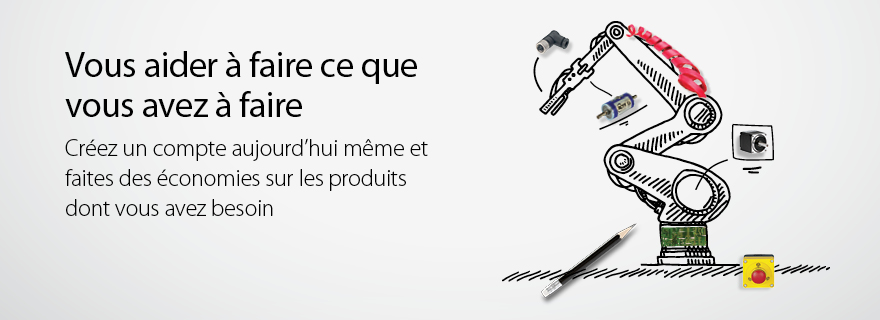 Vous aider à faire ce que
vous avez à faire
Créez un compte aujourd’hui même et
faites des économies sur les produits
dont vous avez besoin